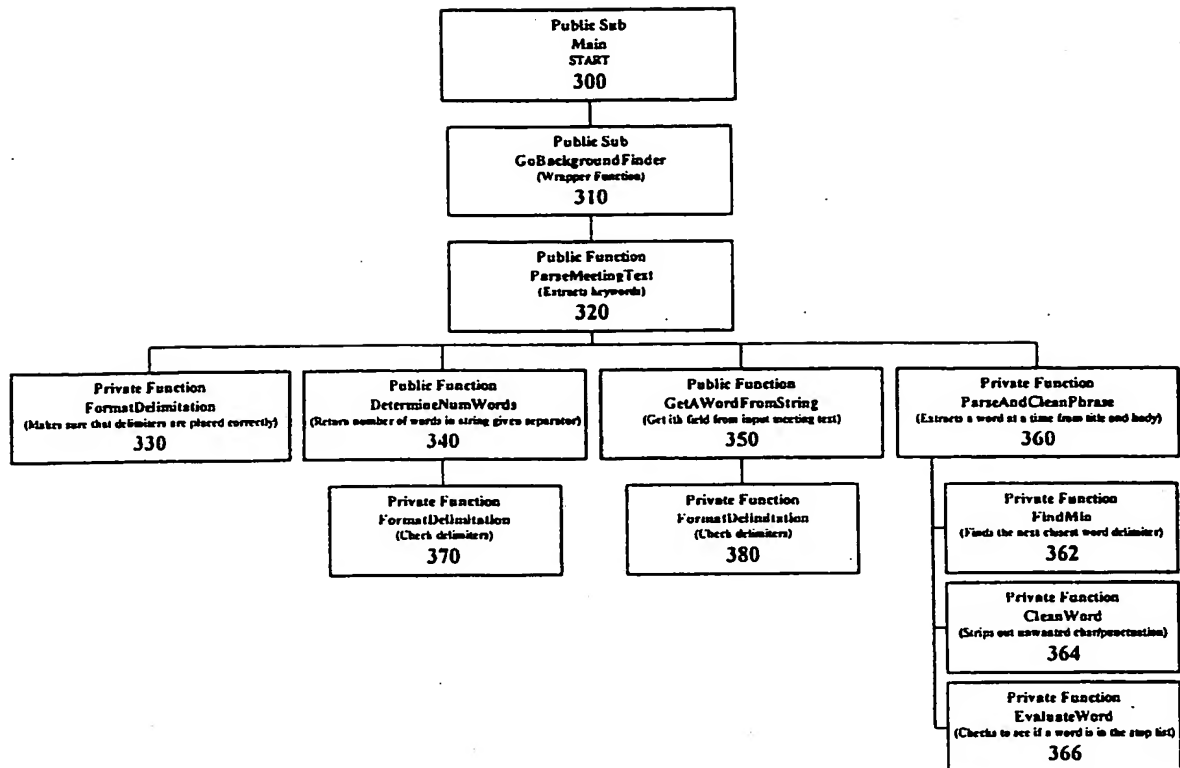 Public Sub
Main
START
300
Public Sub
GoBackgroundFinder
(Wrapper Function)
310
Public Function
ParseMeetingText
(Extracts keywords)
320
Private Function
FormatDelimitation
(Makes sure that delimiters are placed correctly)
330
Public Function
DetermineNumWords
(Return number of words in string given separator)
340
Public Function
GetAWordFromString
(Get ith field from input meeting text)
350
Private Function
ParseAndCleanPhrase
(Extracts a word at a time from title and body)
360
Private Function
FormatDelimitation
(Check delimiters)
370
Private Function
FormatDelimitation
(Check delimiters)
380
Private Function
FindMin
(Finds the next closest word delimiter)
362
Private Function
CleanWord
(Strips out unwanted char/punctuation)
364
Private Function
EvaluateWord
(Checks to see if a word is in the stop list)
366